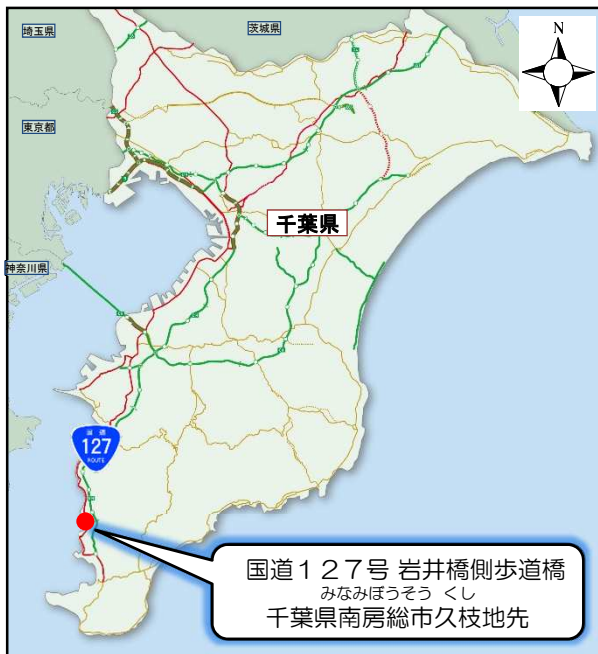 埼玉県
茨城県
N
東京都
千葉県
神奈川県
国道
127
ROUTE
国道１２７号 岩井橋側歩道橋
みなみぼうそう くし
千葉県南房総市久枝地先